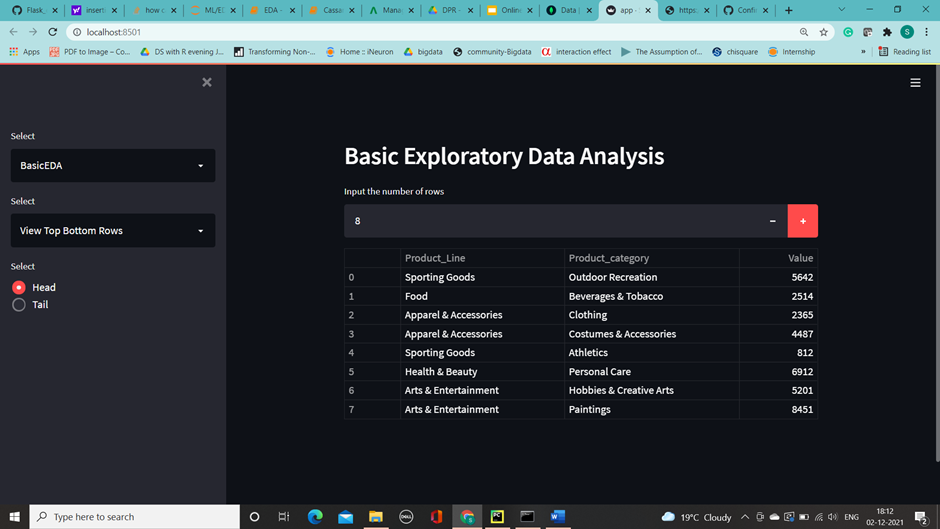 Flask_
insert
how c
ML/E
EDA -
Cassa
Mana
DPR -
Online
Data (
app ·
https:
Confi
localhost:8501
Apps
PDF to Image – Co...
DS with R evening J...
Transforming Non-...
Home :: iNeuron
bigdata
community-Bigdata
interaction effect
The Assumption of...
chisquare
Internship
»
Reading list
Select
BasicEDA
Select
View Top Bottom Rows
Select
Head
Tail
Basic Exploratory Data Analysis
Input the number of rows
8 − +
Product_Line Product_category Value
0 Sporting Goods Outdoor Recreation 5642
1 Food Beverages & Tobacco 2514
2 Apparel & Accessories Clothing 2365
3 Apparel & Accessories Costumes & Accessories 4487
4 Sporting Goods Athletics 812
5 Health & Beauty Personal Care 6912
6 Arts & Entertainment Hobbies & Creative Arts 5201
7 Arts & Entertainment Paintings 8451
Type here to search
DELL
19°C Cloudy
ENG
18:12
02-12-2021
2